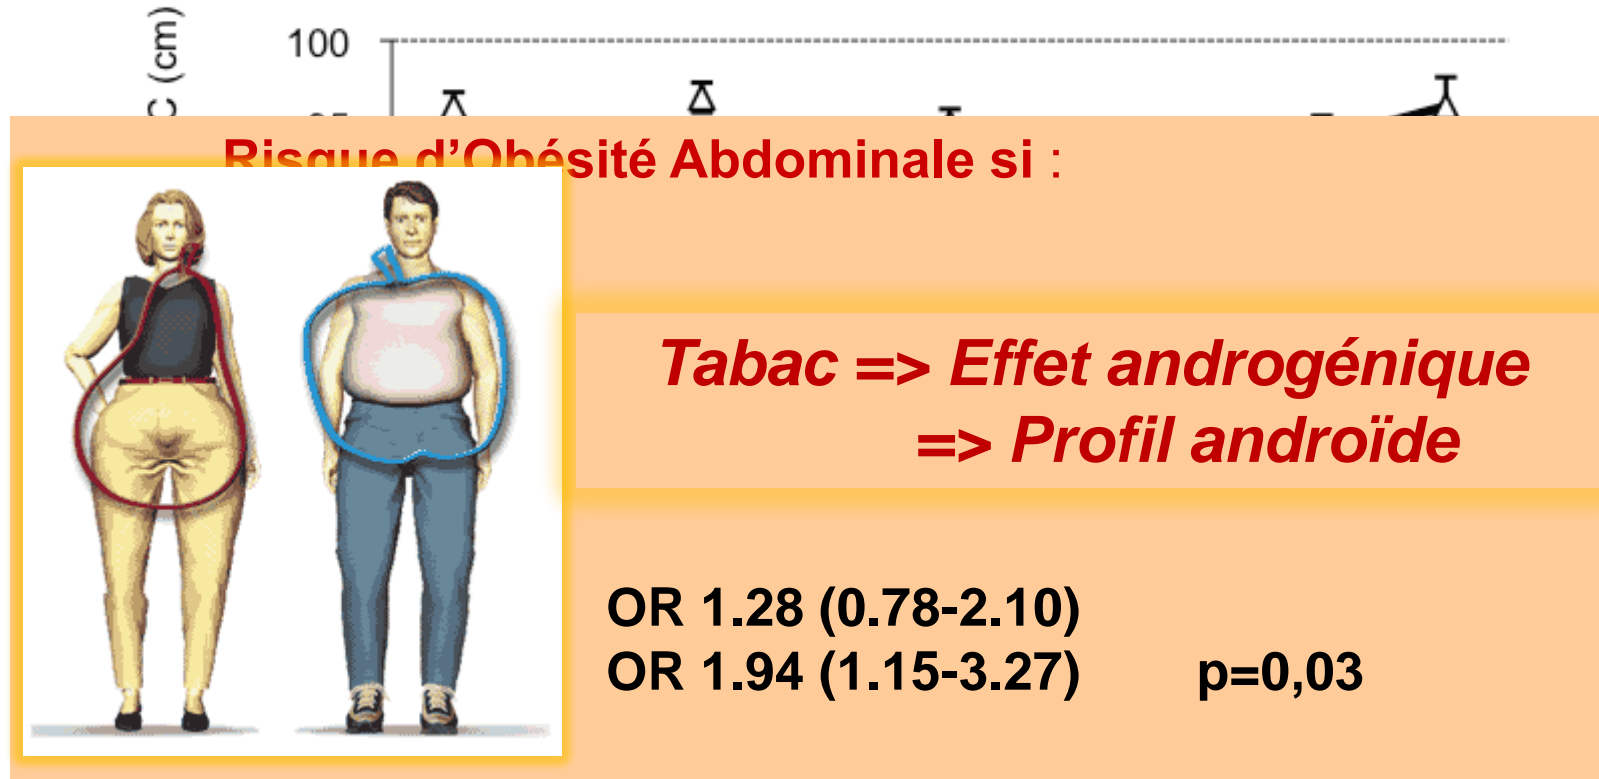 C (cm)
100
Risque d’Obésité Abdominale si :
Tabac => Effet androgénique
=> Profil androïde
OR 1.28 (0.78-2.10)
OR 1.94 (1.15-3.27) p=0,03